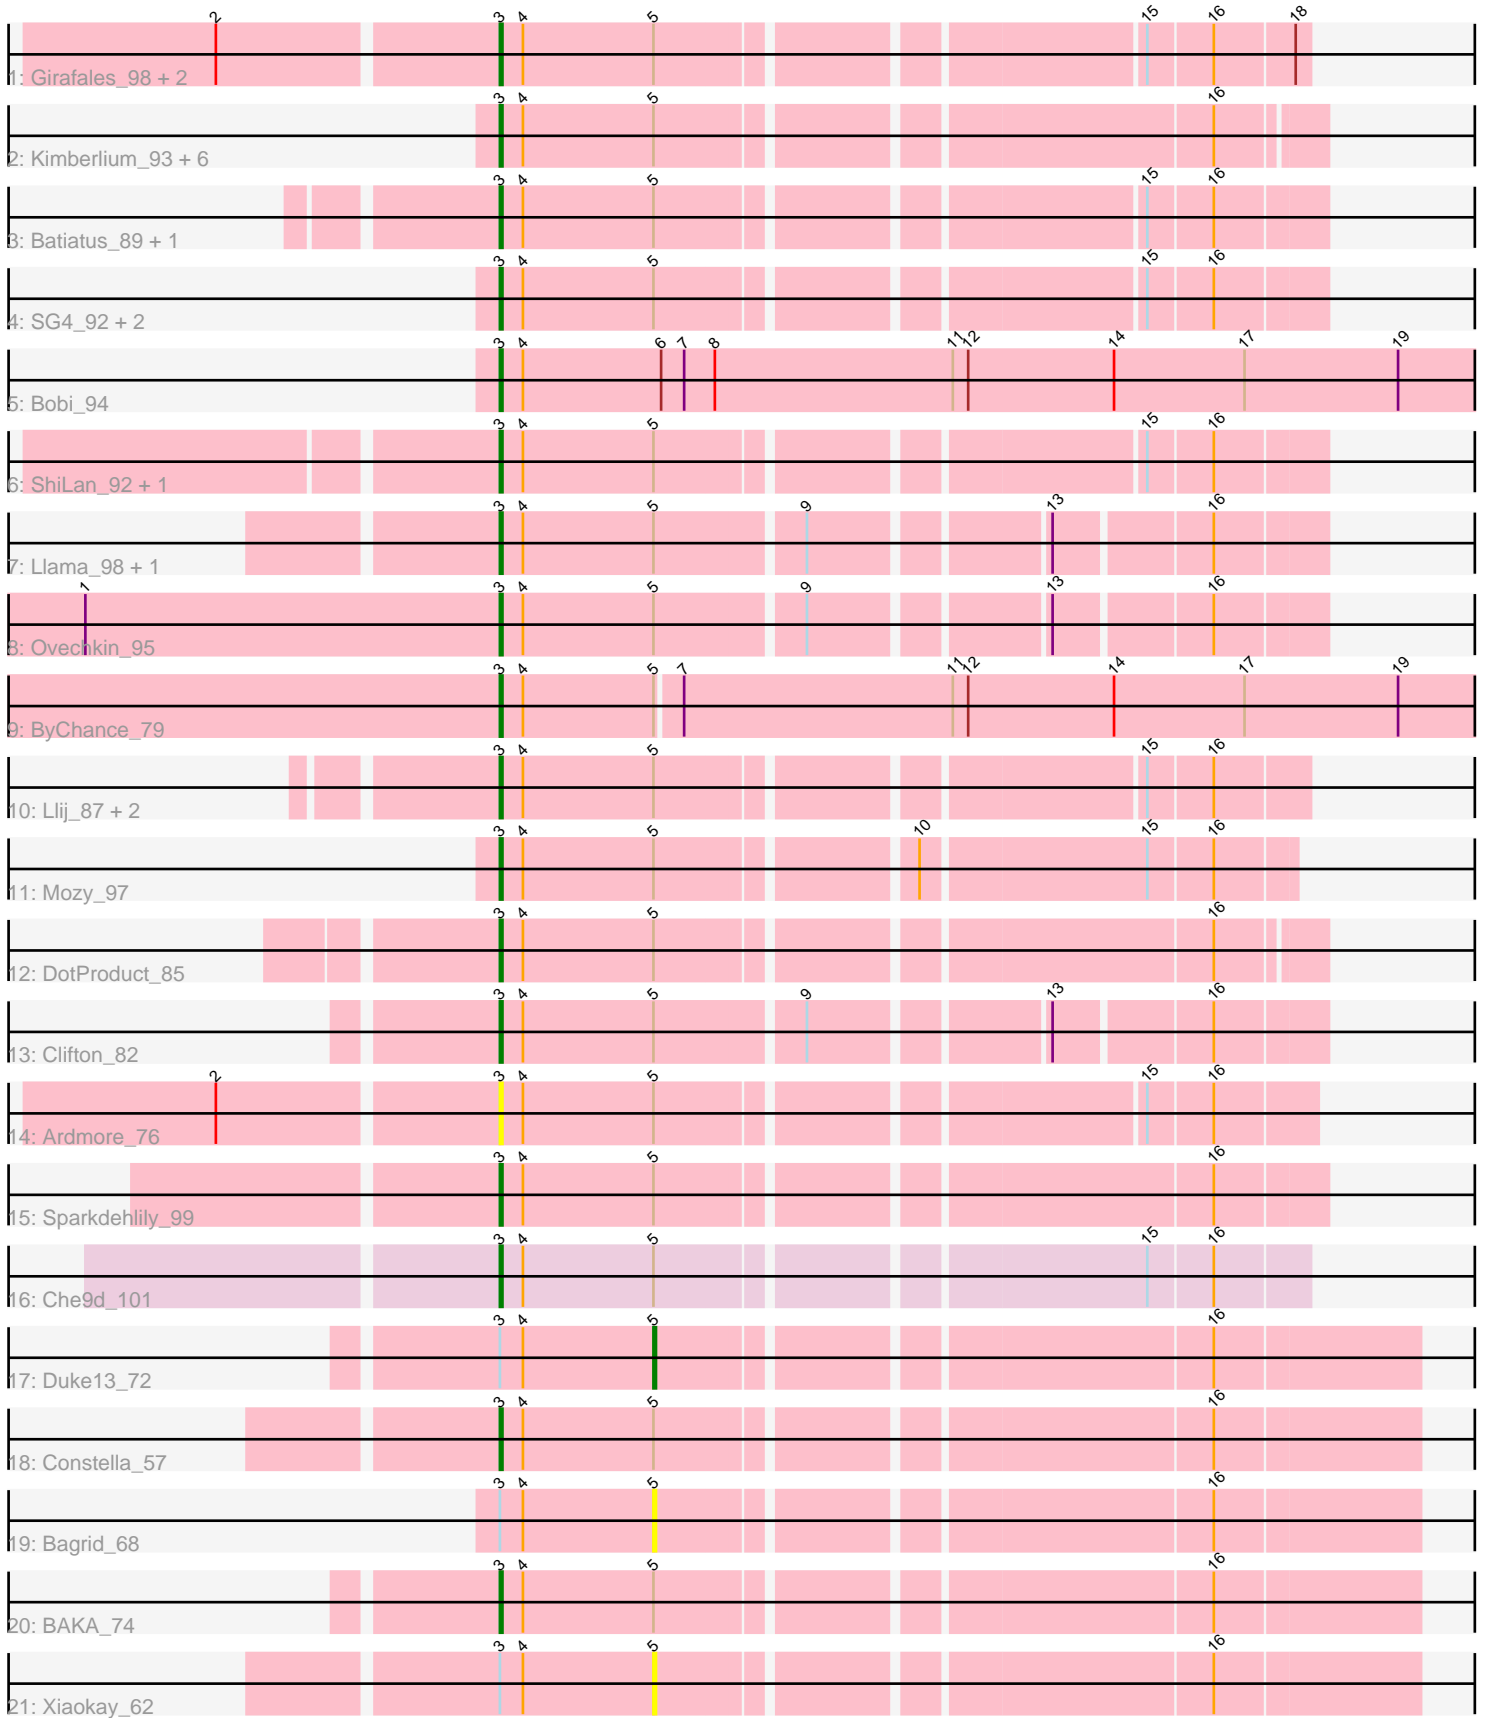 2 3 4 5 15 16 18
1: Girafales_98 + 2
3 4 5 16
2: Kimberlium_93 + 6
3 4 5 15 16
3: Batiatus_89 + 1
3 4 5 15 16
4: SG4_92 + 2
3 4 6 7 8 11 12 14 17 19
5: Bobi_94
3 4 5 15 16
6: ShiLan_92 + 1
3 4 5 9 13 16
7: Llama_98 + 1
1 3 4 5 9 13 16
8: Ovechkin_95
3 4 5 7 11 12 14 17 19
9: ByChance_79
3 4 5 15 16
10: Llij_87 + 2
3 4 5 10 15 16
11: Mozy_97
3 4 5 16
12: DotProduct_85
3 4 5 9 13 16
13: Clifton_82
2 3 4 5 15 16
14: Ardmore_76
3 4 5 16
15: Sparkdehlily_99
3 4 5 15 16
16: Che9d_101
3 4 5 16
17: Duke13_72
3 4 5 16
18: Constella_57
3 4 5 16
19: Bagrid_68
3 4 5 16
20: BAKA_74
3 4 5 16
21: Xiaokay_62